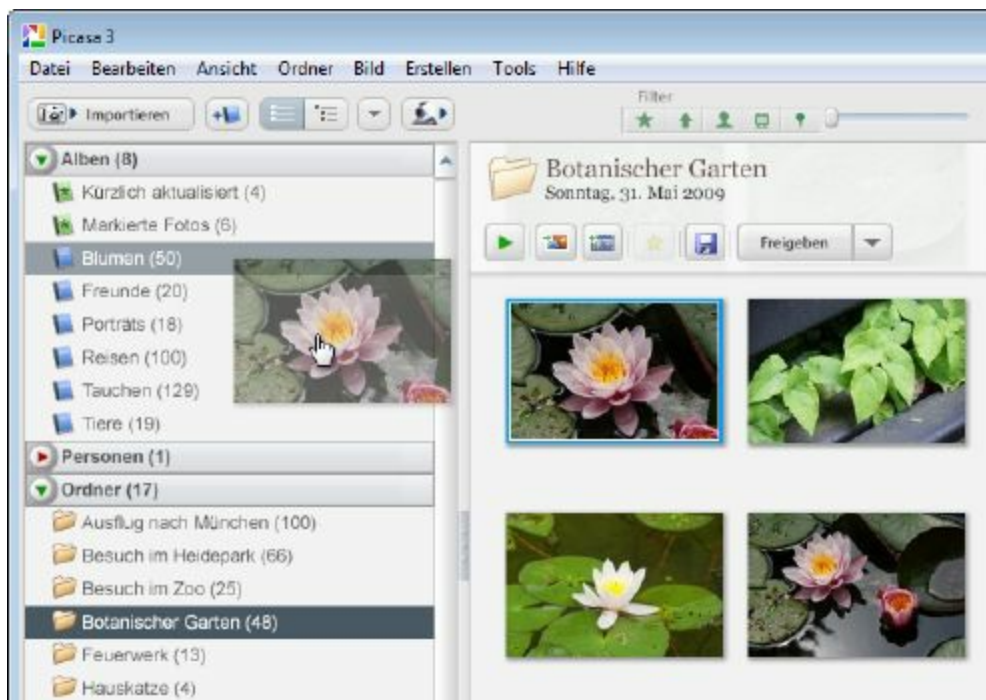 Picasa 3
Datei Bearbeiten Ansicht Ordner Bild Erstellen Tools Hilfe
Importieren
Filter
Alben (8)
Kürzlich aktualisiert (4)
Markierte Fotos (6)
Blumen (50)
Freunde (20)
Porträts (18)
Reisen (100)
Tauchen (129)
Tiere (19)
Personen (1)
Ordner (17)
Ausflug nach München (100)
Besuch im Heidepark (66)
Besuch im Zoo (25)
Botanischer Garten (48)
Feuerwerk (13)
Hauskatze (4)
Botanischer Garten
Sonntag, 31. Mai 2009
Freigeben